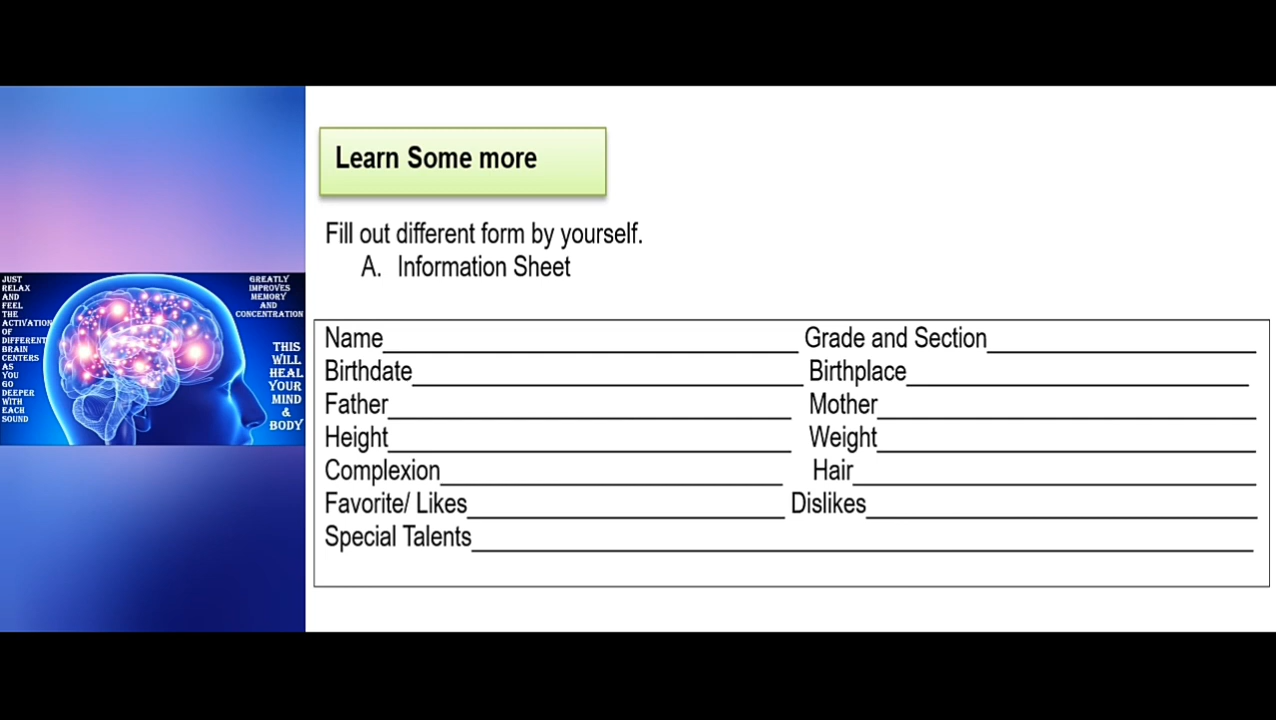 Learn Some more
Fill out different form by yourself.
A. Information Sheet
Name Grade and Section
Birthdate Birthplace
Father Mother
Height Weight
Complexion Hair
Favorite/ Likes Dislikes
Special Talents
JUST
RELAX
AND
FEEL
THE
ACTIVATION
OF
DIFFERENT
BRAIN
CENTERS
AS
YOU
GO
DEEPER
WITH
EACH
SOUND
GREATLY
IMPROVES
MEMORY
AND
CONCENTRATION
THIS
WILL
HEAL
YOUR
MIND
&
BODY